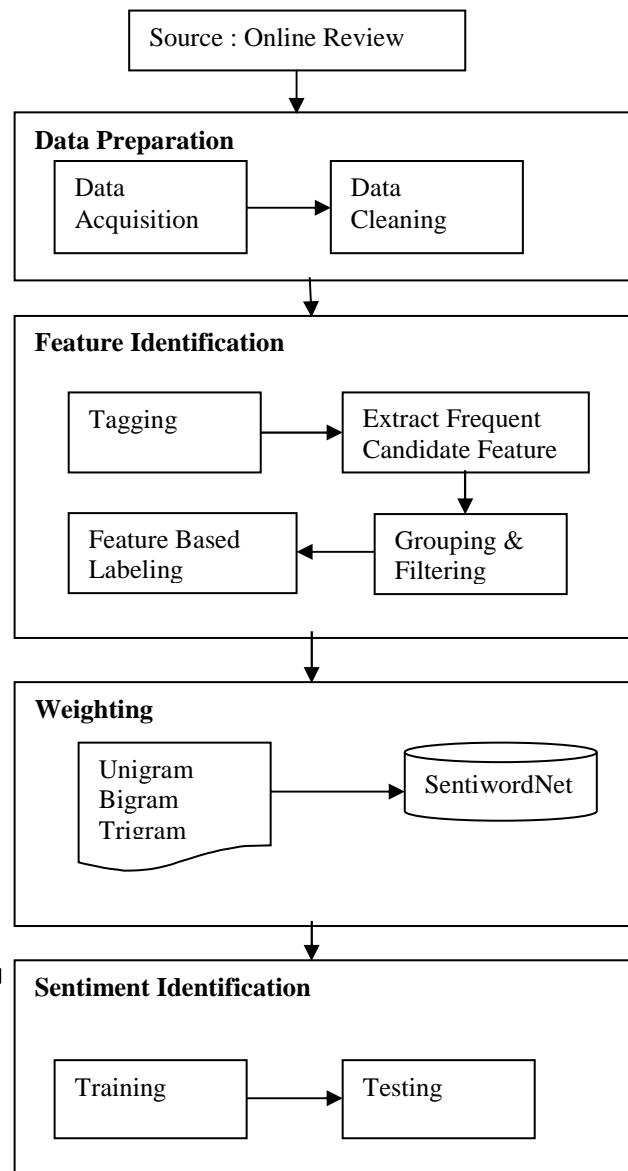 Source : Online Review
Data Preparation
Data
Acquisition
Data
Cleaning
Feature Identification
Tagging
Extract Frequent
Candidate Feature
Grouping &
Filtering
Feature Based
Labeling
Weighting
Unigram
Bigram
Trigram
SentiwordNet
Sentiment Identification
Training
Testing